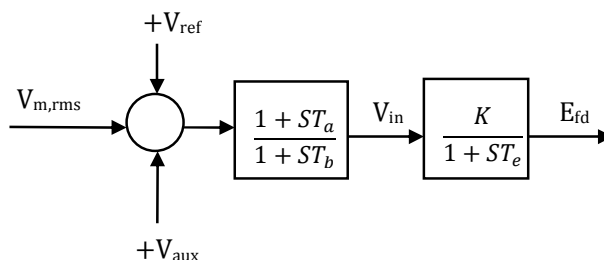 +V_ref
V_m,rms
1 + ST_a
1 + ST_b
V_in
K
1 + ST_e
E_fd
+V_aux